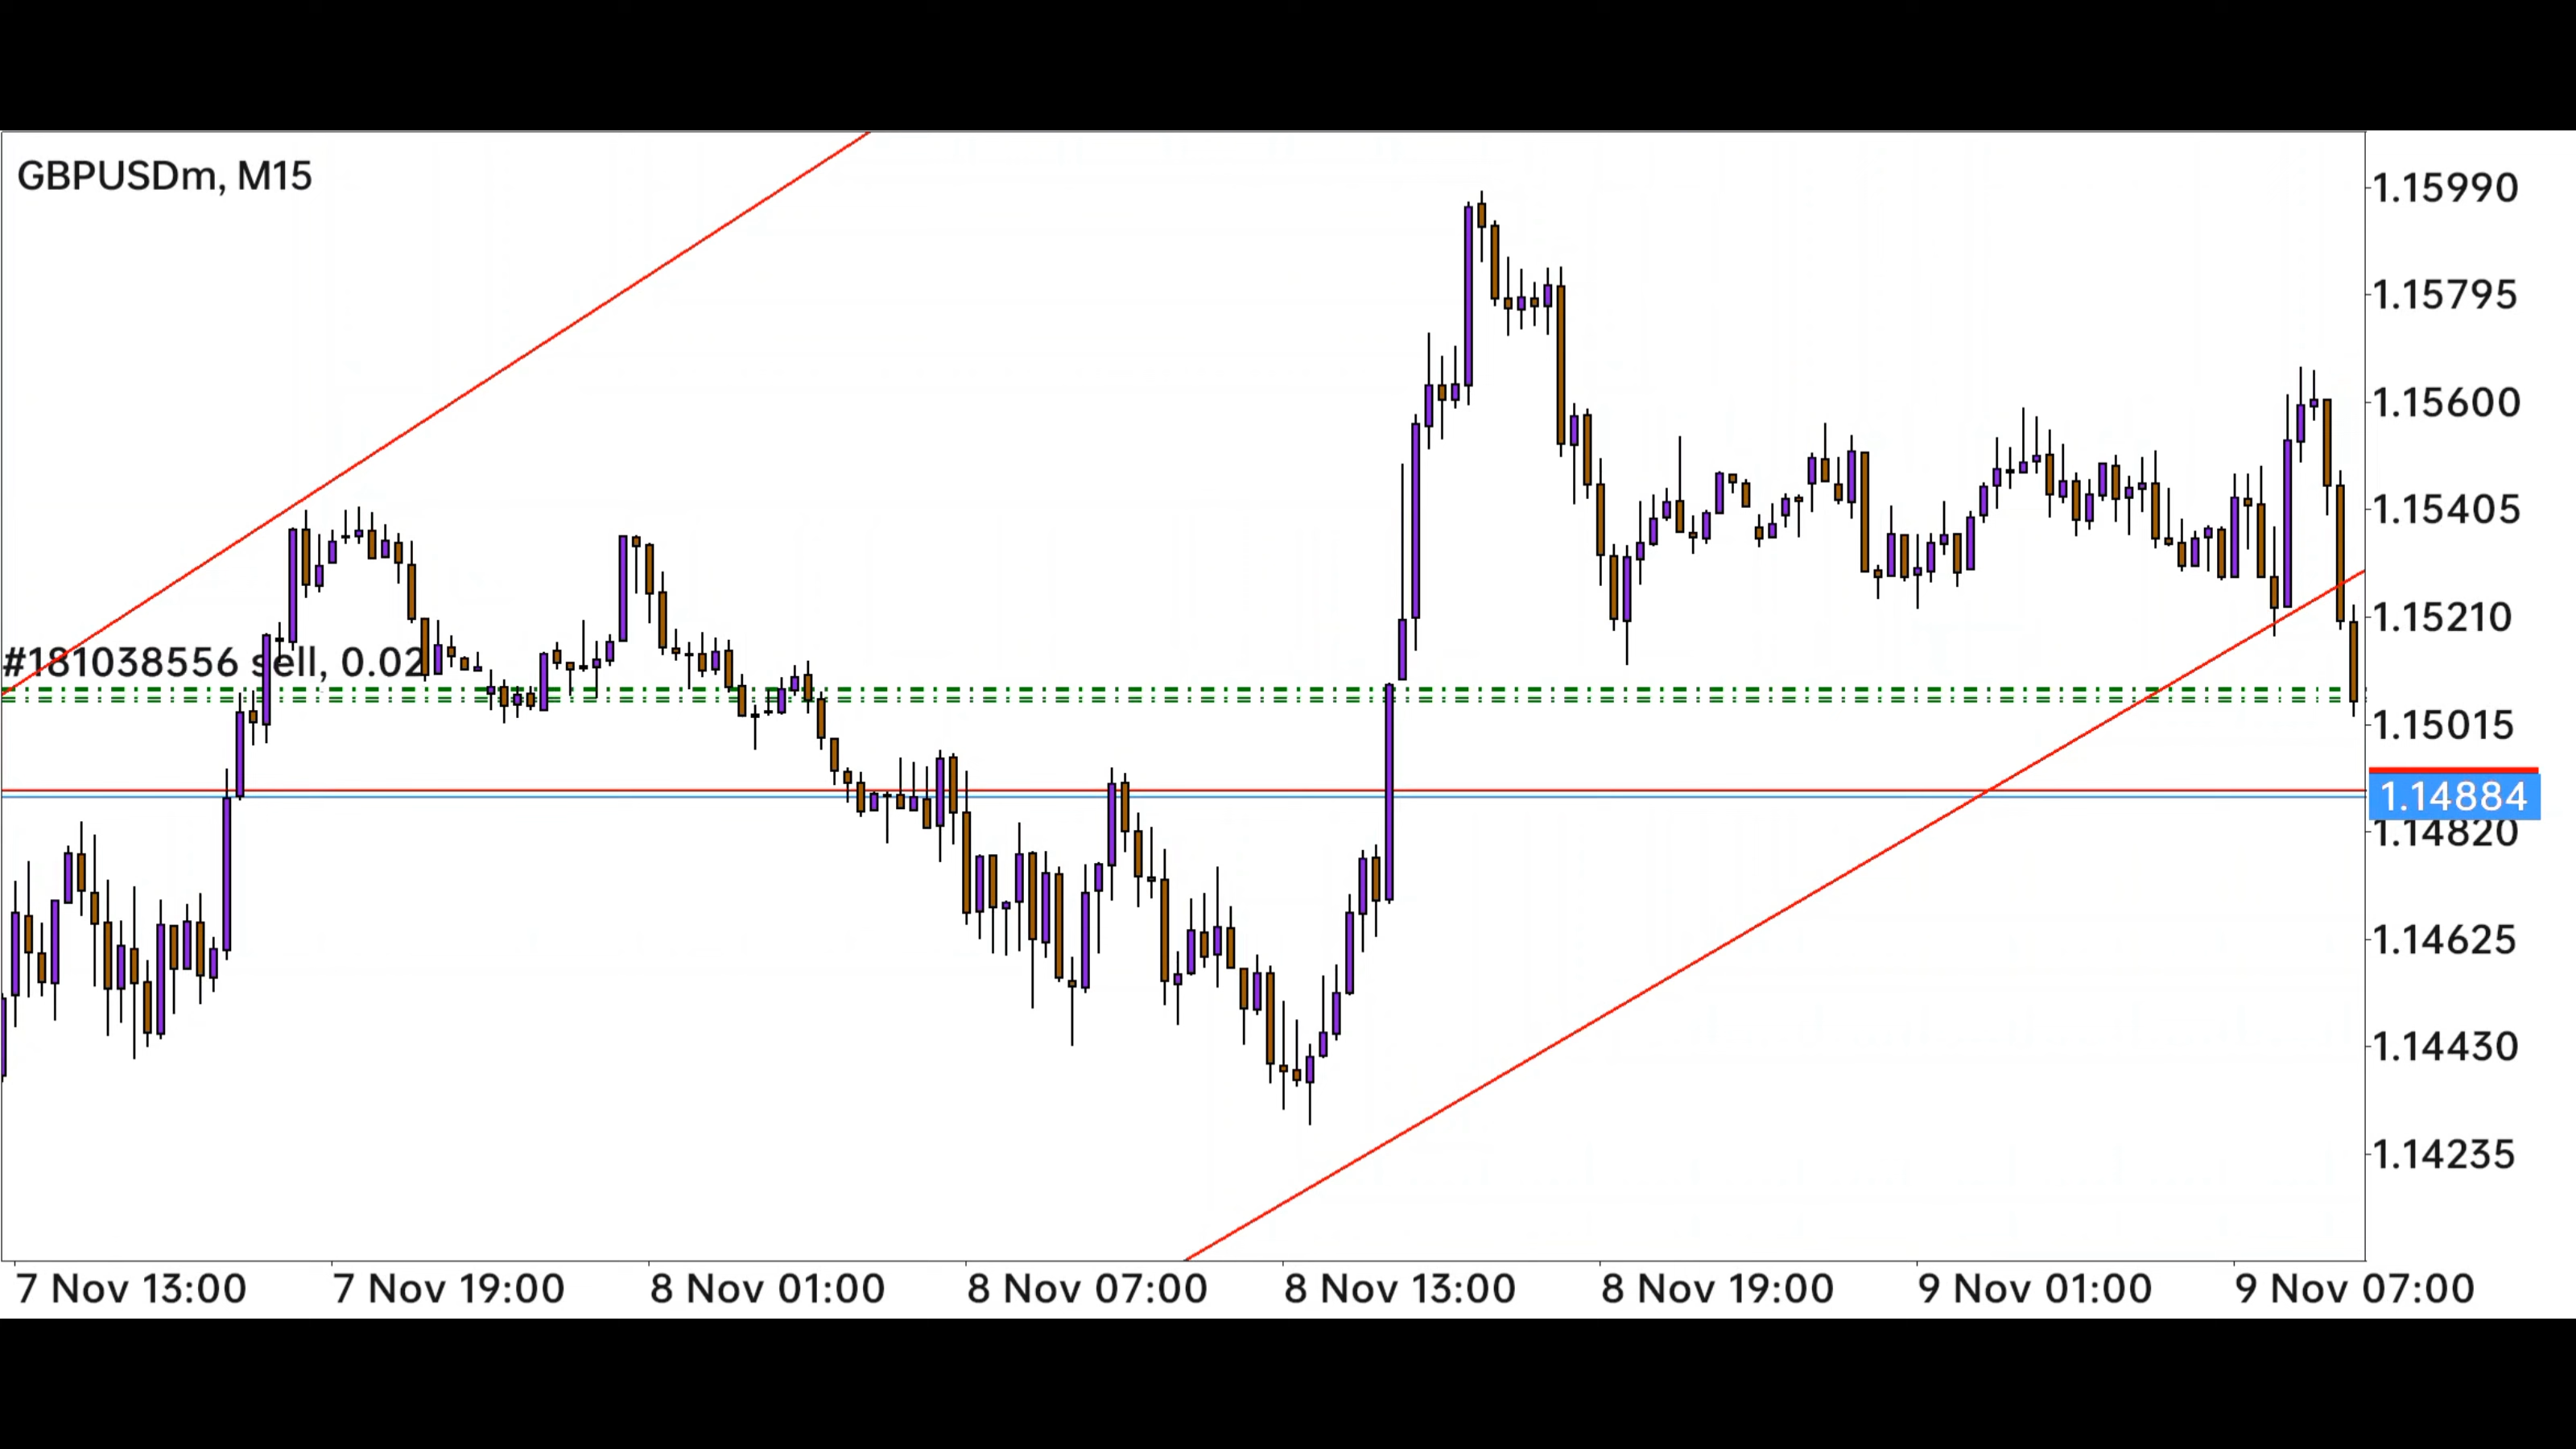 GBPUSDm, M15
#181038556 sell, 0.02
1.15990
1.15795
1.15600
1.15405
1.15210
1.15015
1.14884
1.14820
1.14625
1.14430
1.14235
7 Nov 13:00
7 Nov 19:00
8 Nov 01:00
8 Nov 07:00
8 Nov 13:00
8 Nov 19:00
9 Nov 01:00
9 Nov 07:00